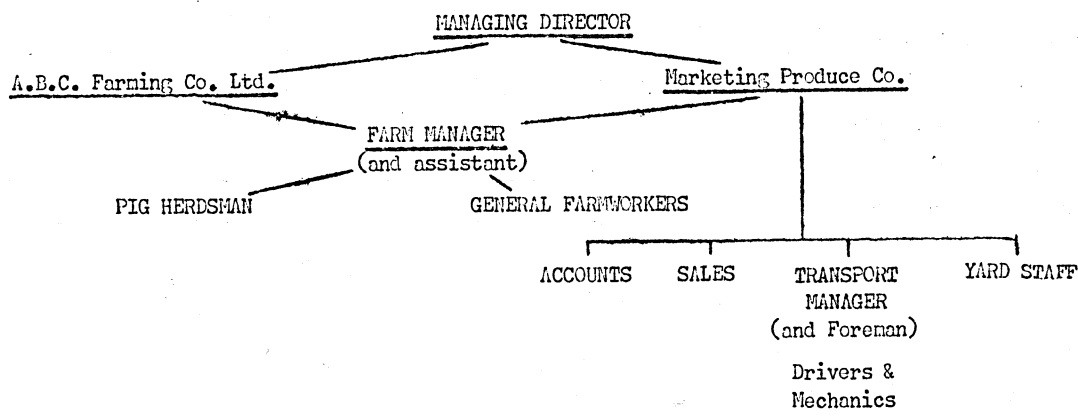 MANAGING DIRECTOR
A.B.C. Farming Co. Ltd.
Marketing Produce Co.
FARM MANAGER
(and assistant)
PIG HERDSMAN
GENERAL FARMWORKERS
ACCOUNTS
SALES
TRANSPORT
MANAGER
(and Foreman)
Drivers &
Mechanics
YARD STAFF